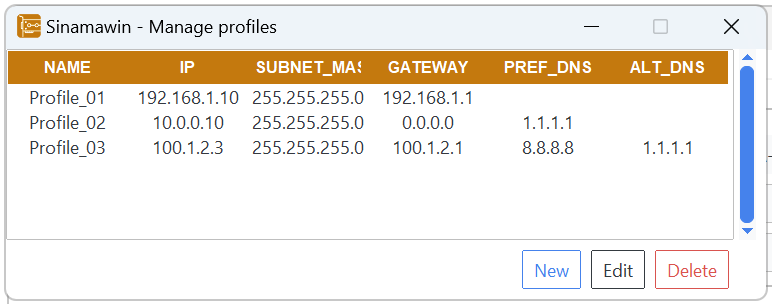 Sinamawin - Manage profiles
NAME IP SUBNET_MAS GATEWAY PREF_DNS ALT_DNS
Profile_01 192.168.1.10 255.255.255.0 192.168.1.1
Profile_02 10.0.0.10 255.255.255.0 0.0.0.0 1.1.1.1
Profile_03 100.1.2.3 255.255.255.0 100.1.2.1 8.8.8.8 1.1.1.1
New Edit Delete